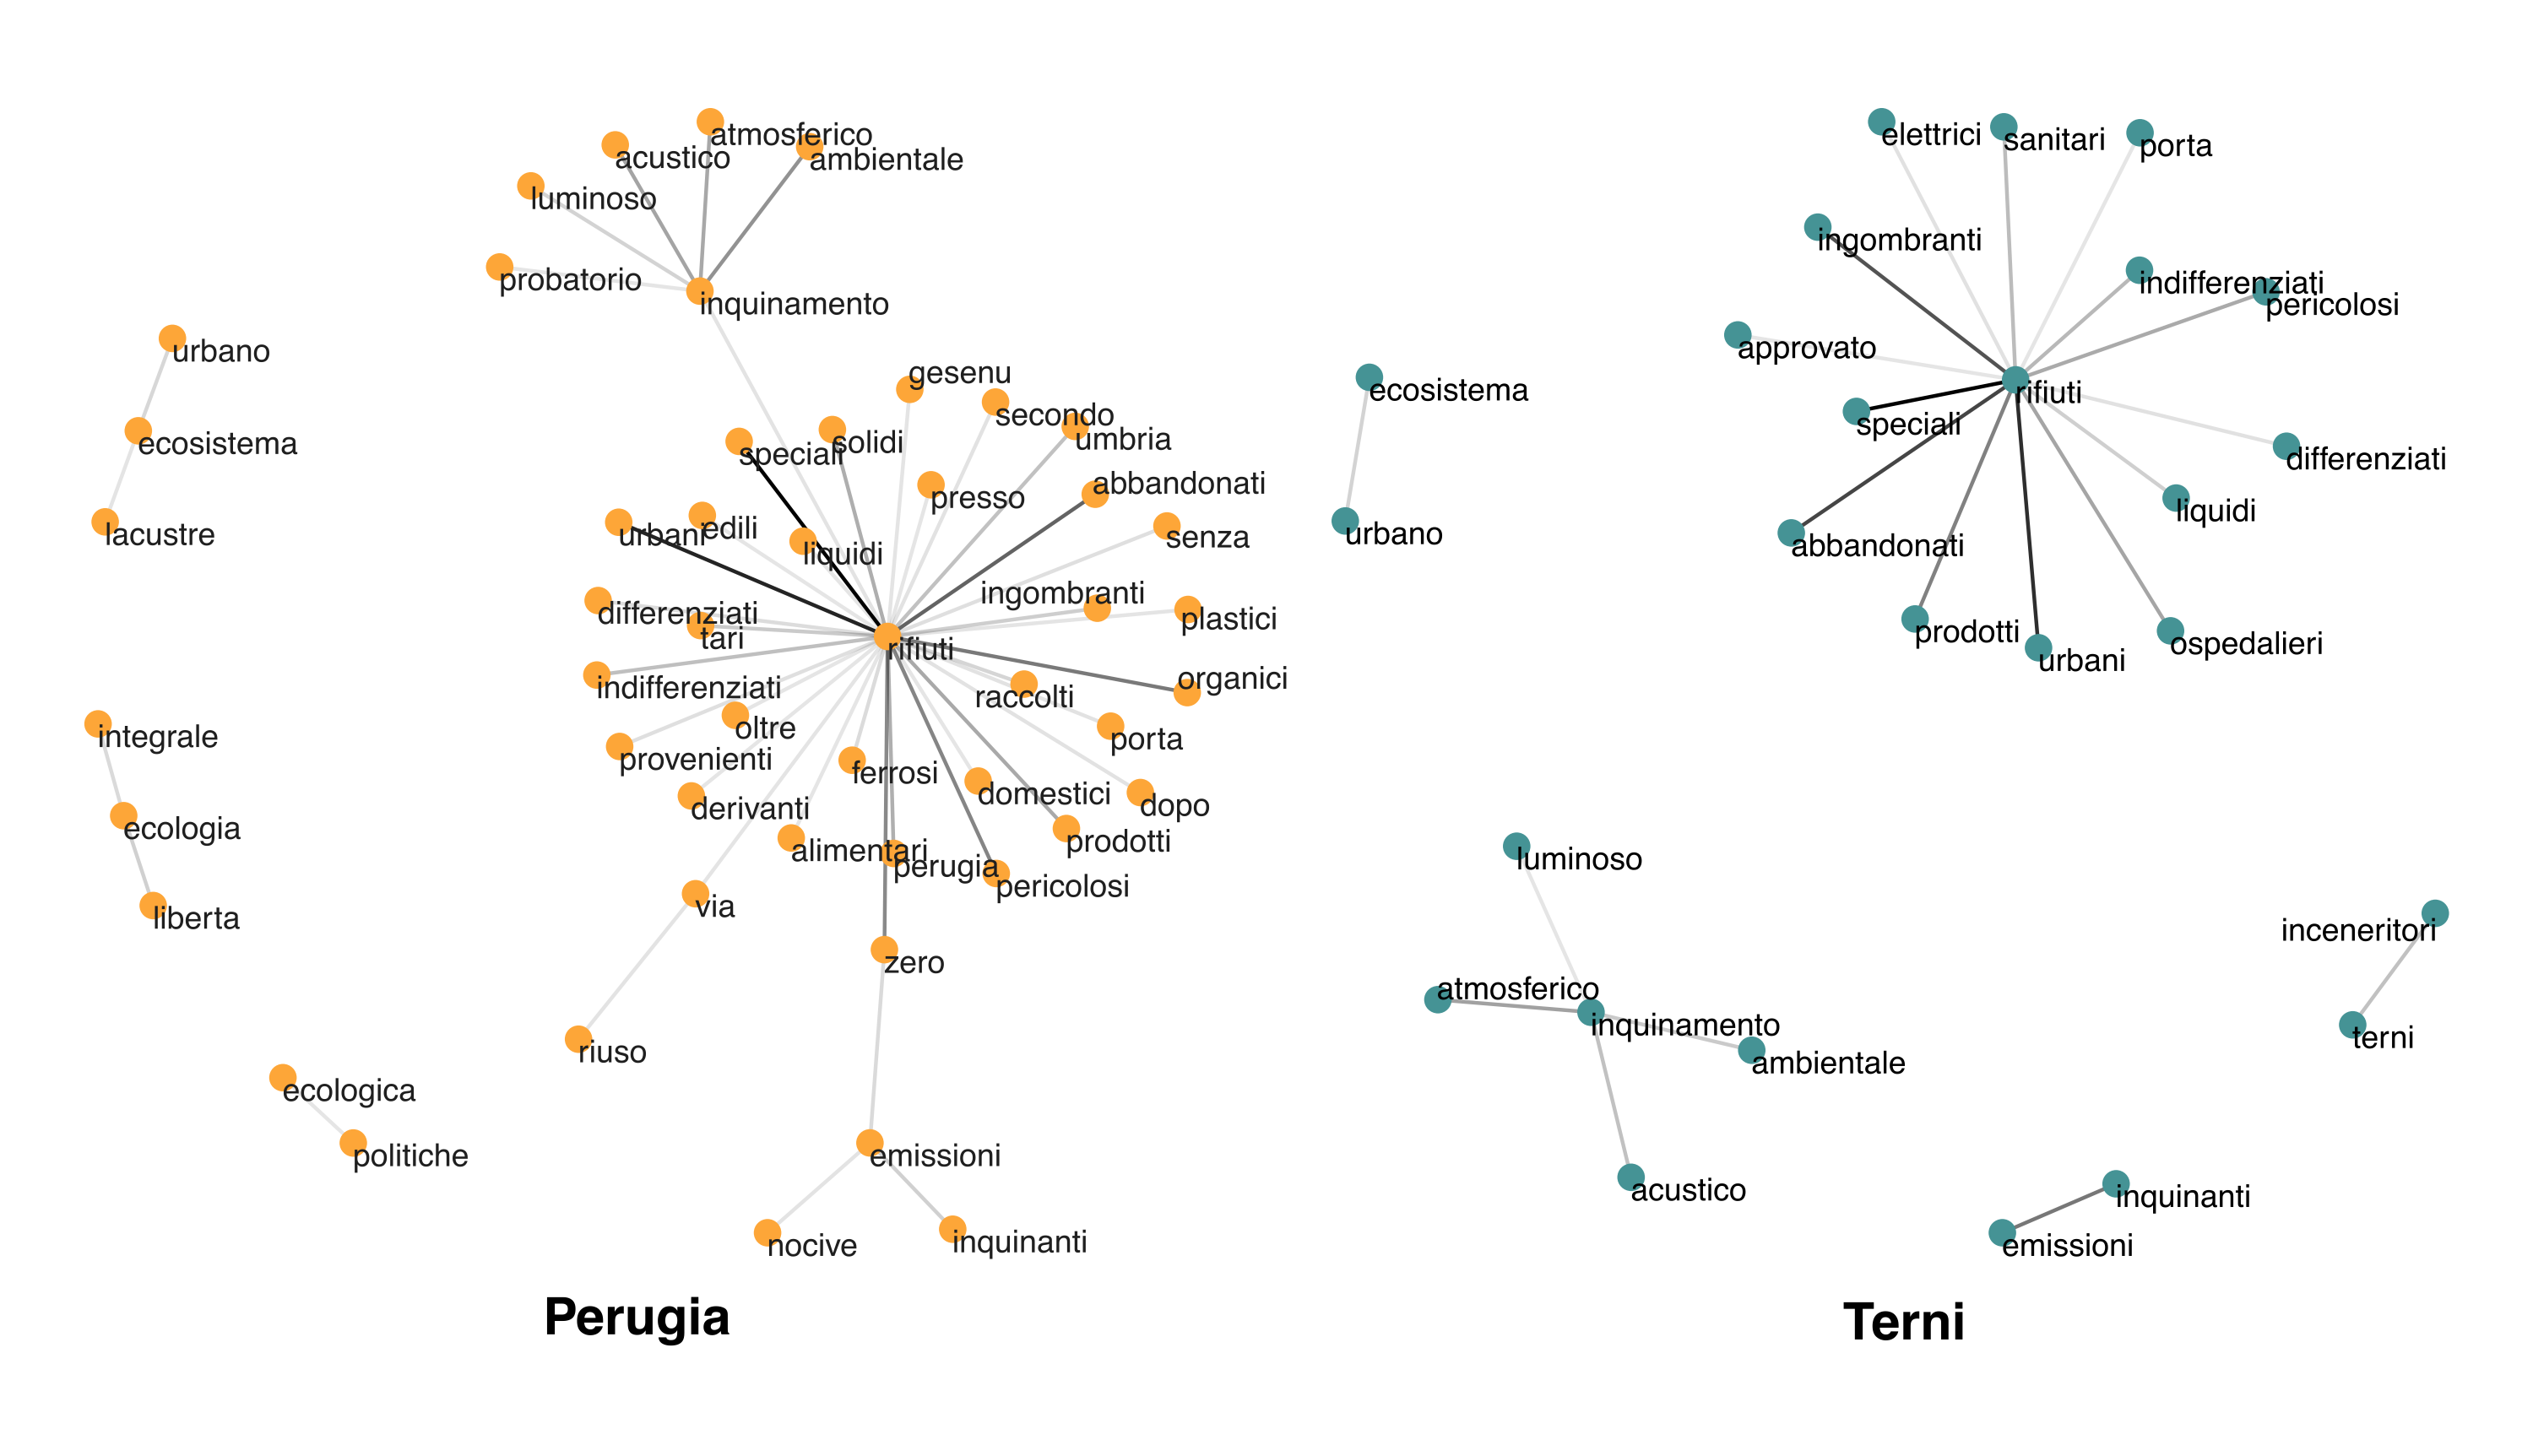 atmosferico
acustico
ambientale
luminoso
probatorio
inquinamento
urbano
ecosistema
lacustre
gesenu
secondo
umbria
solidi
speciali
abbandonati
presso
urbani
edili
senza
liquidi
ingombranti
differenziati
plastici
tari
rifiuti
indifferenziati
organici
raccolti
oltre
porta
provenienti
ferrosi
domestici
dopo
derivanti
prodotti
alimentari
perugia
pericolosi
via
zero
integrale
ecologia
liberta
riuso
ecologica
politiche
emissioni
nocive
inquinanti
Perugia
elettrici
sanitari
porta
ingombranti
indifferenziati
pericolosi
approvato
rifiuti
speciali
differenziati
liquidi
abbandonati
prodotti
ospedalieri
urbani
ecosistema
urbano
luminoso
atmosferico
inquinamento
ambientale
acustico
inceneritori
terni
inquinanti
emissioni
Terni